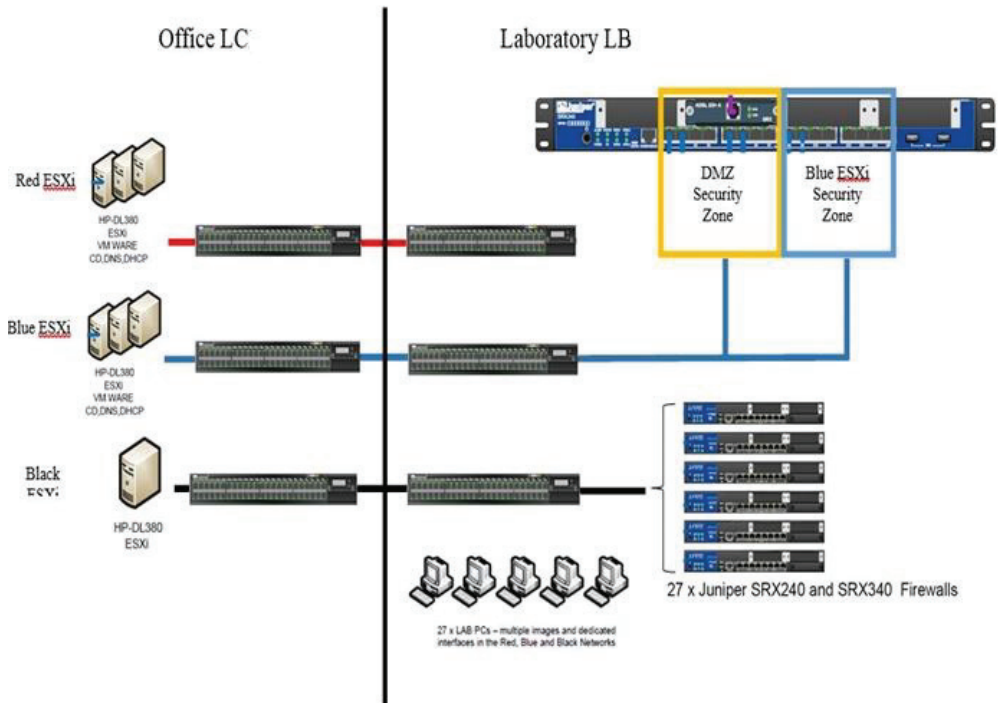 Office LC
Laboratory LB
Juniper
DMZ
Security
Zone
Blue ESXi
Security
Zone
Red ESXi
HP-DL380
ESXi
VM WARE
CD,DNS,DHCP
Blue ESXi
HP-DL380
ESXi
VM WARE
CD,DNS,DHCP
Black
ESXi
HP-DL380
ESXi
27 x Juniper SRX240 and SRX340 Firewalls
27 x LAB PCs – multiple images and dedicated
interfaces in the Red, Blue and Black Networks